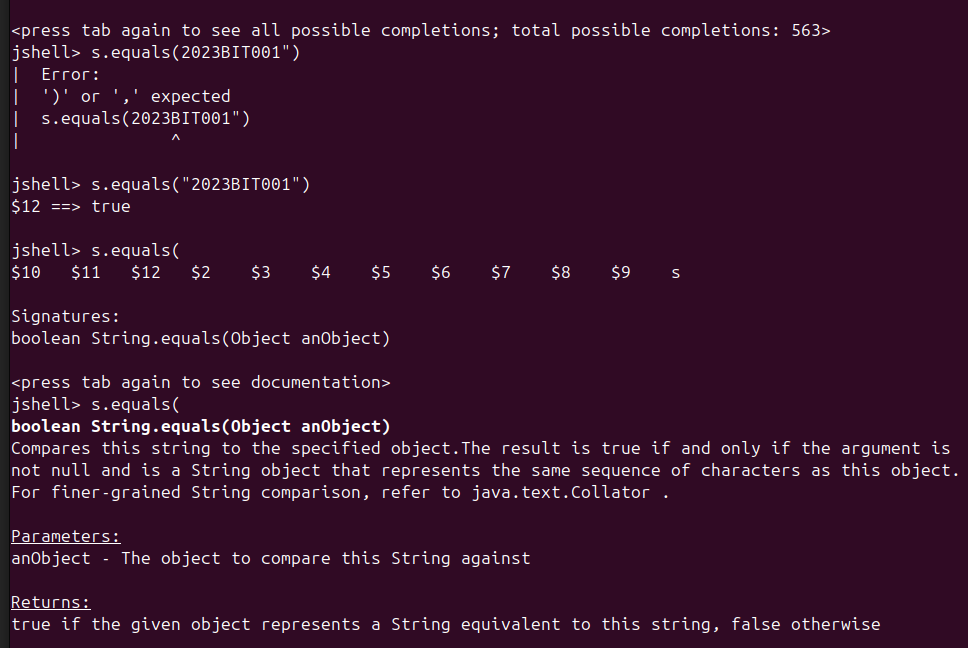 <press tab again to see all possible completions; total possible completions: 563>
jshell> s.equals(2023BIT001")
|  Error:
|  ')' or ',' expected
|  s.equals(2023BIT001")
|                ^
jshell> s.equals("2023BIT001")
$12 ==> true
jshell> s.equals(
$10   $11   $12   $2    $3    $4    $5    $6    $7    $8    $9    s
Signatures:
boolean String.equals(Object anObject)
<press tab again to see documentation>
jshell> s.equals(
boolean String.equals(Object anObject)
Compares this string to the specified object.The result is true if and only if the argument is
not null and is a String object that represents the same sequence of characters as this object.
For finer-grained String comparison, refer to java.text.Collator .
Parameters:
anObject - The object to compare this String against
Returns:
true if the given object represents a String equivalent to this string, false otherwise